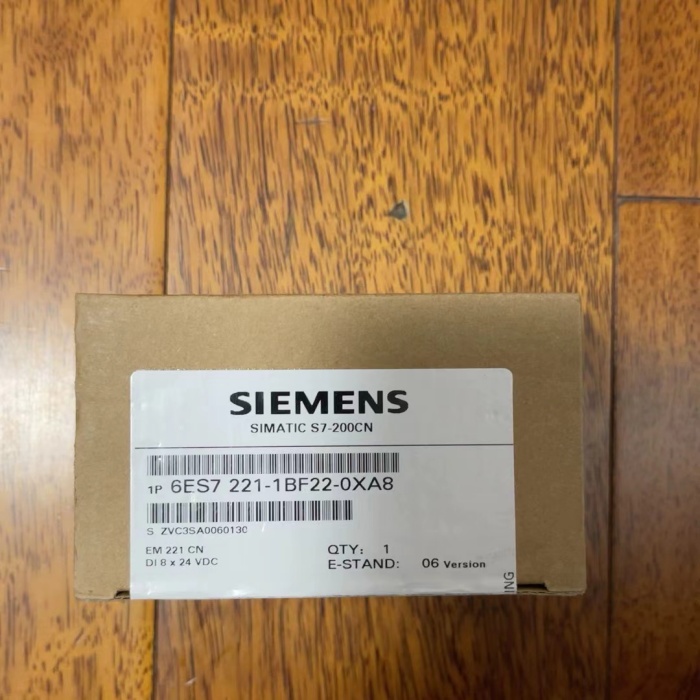 SIEMENS
SIMATIC S7-200CN
1P 6ES7 221-1BF22-0XA8
S ZVC3SA0060130
EM 221 CN
DI 8 x 24 VDC
QTY: 1
E-STAND: 06 Version
ING